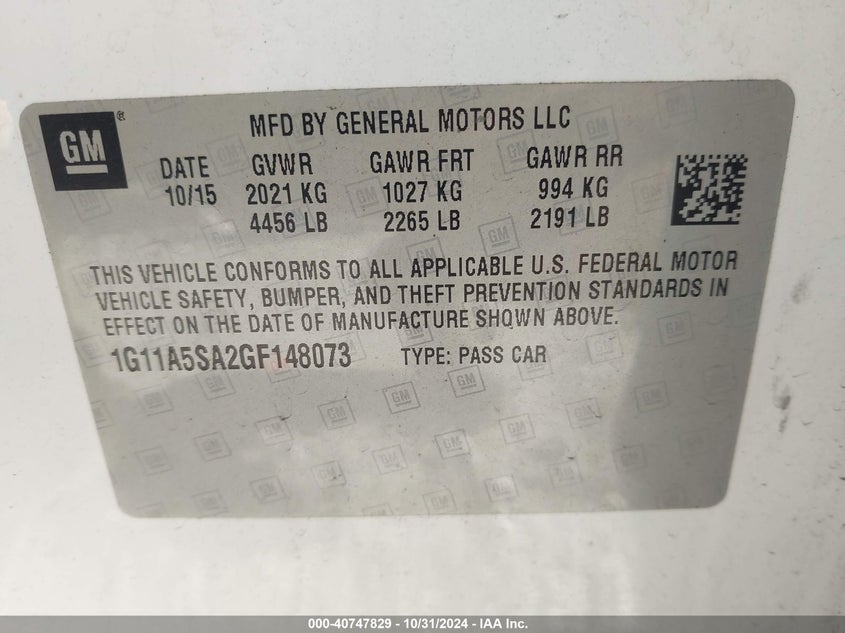 GM®
MFD BY GENERAL MOTORS LLC
DATE GVWR GAWR FRT GAWR RR
10/15 2021 KG 1027 KG 994 KG
4456 LB 2265 LB 2191 LB
THIS VEHICLE CONFORMS TO ALL APPLICABLE U.S. FEDERAL MOTOR
VEHICLE SAFETY, BUMPER, AND THEFT PREVENTION STANDARDS IN
EFFECT ON THE DATE OF MANUFACTURE SHOWN ABOVE.
1G11A5SA2GF148073 TYPE: PASS CAR
000-40747829 - 10/31/2024 - IAA Inc.